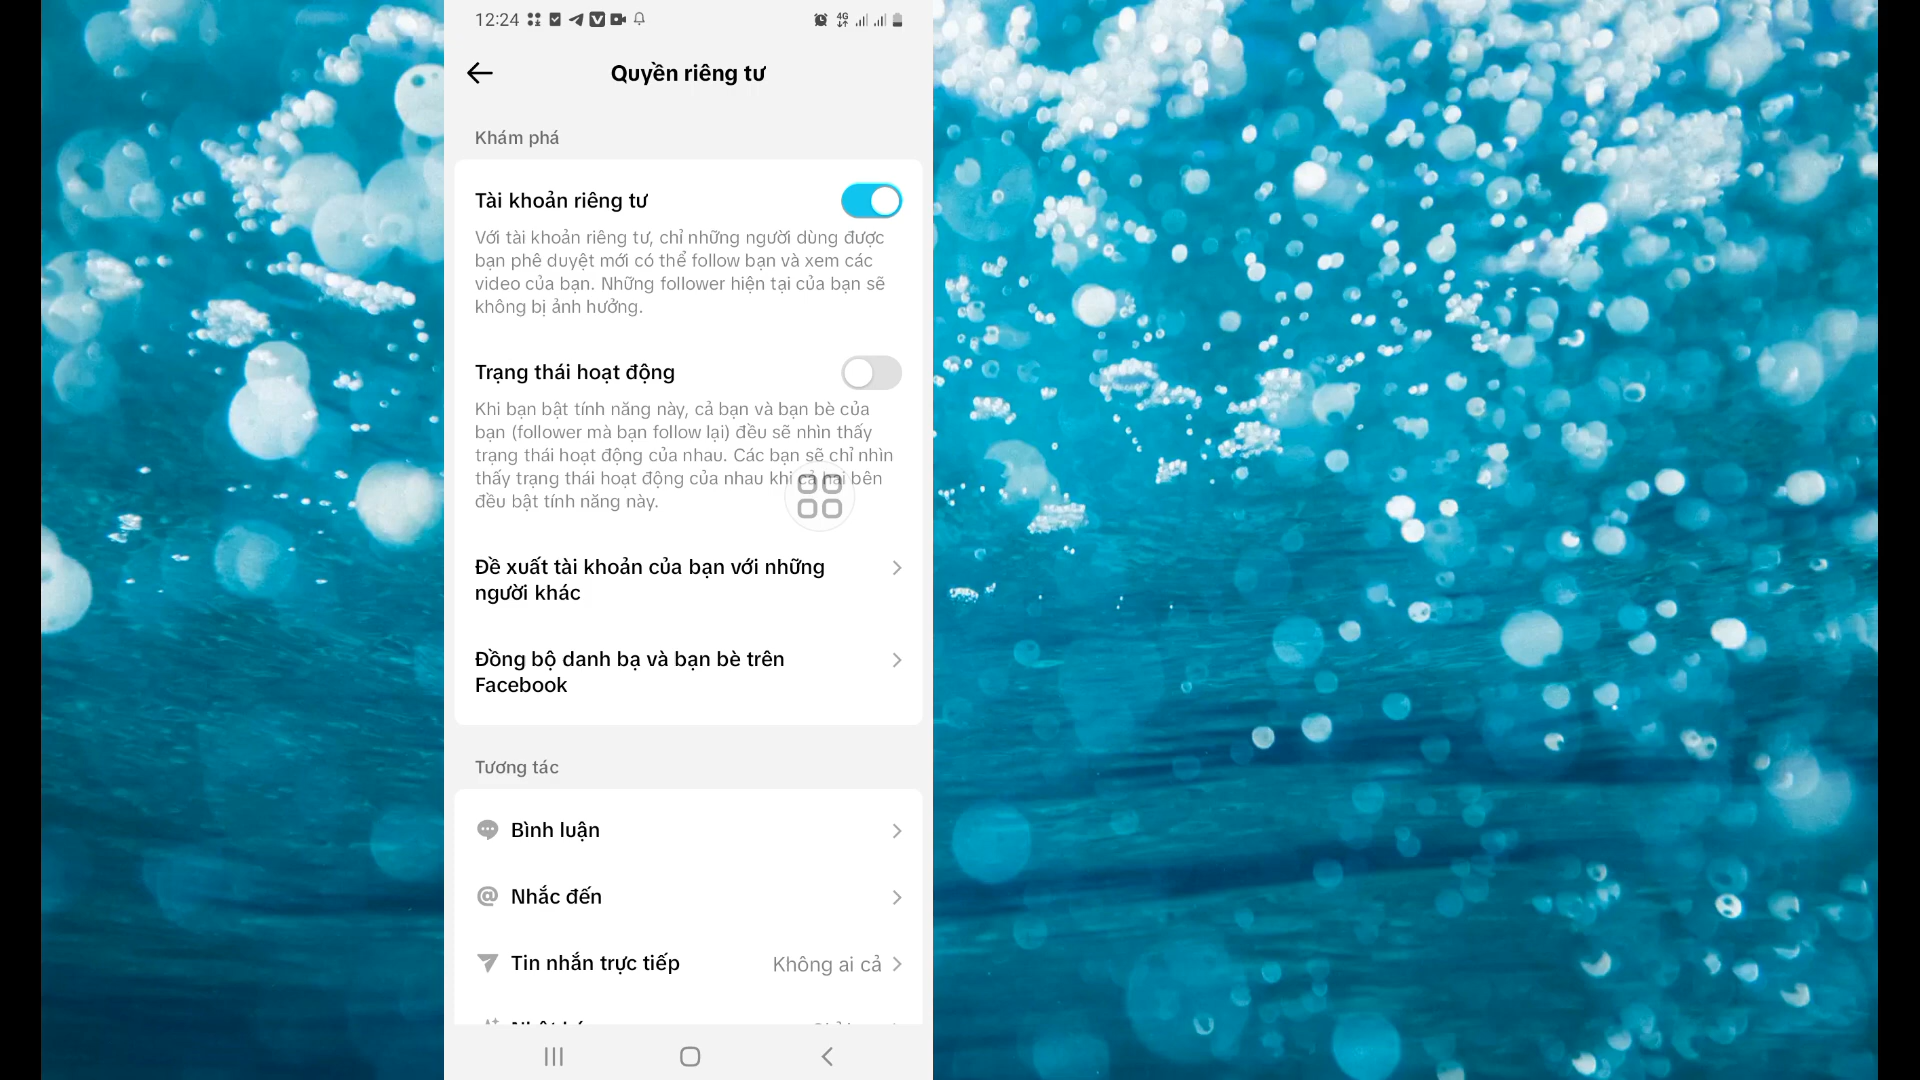 12:24
Quyền riêng tư
Khám phá
Tài khoản riêng tư
Với tài khoản riêng tư, chỉ những người dùng được
bạn phê duyệt mới có thể follow bạn và xem các
video của bạn. Những follower hiện tại của bạn sẽ
không bị ảnh hưởng.
Trạng thái hoạt động
Khi bạn bật tính năng này, cả bạn và bạn bè của
bạn (follower mà bạn follow lại) đều sẽ nhìn thấy
trạng thái hoạt động của nhau. Các bạn sẽ chỉ nhìn
thấy trạng thái hoạt động của nhau khi cả hai bên
đều bật tính năng này.
Đề xuất tài khoản của bạn với những
người khác
Đồng bộ danh bạ và bạn bè trên
Facebook
Tương tác
Bình luận
Nhắc đến
Tin nhắn trực tiếp Không ai cả